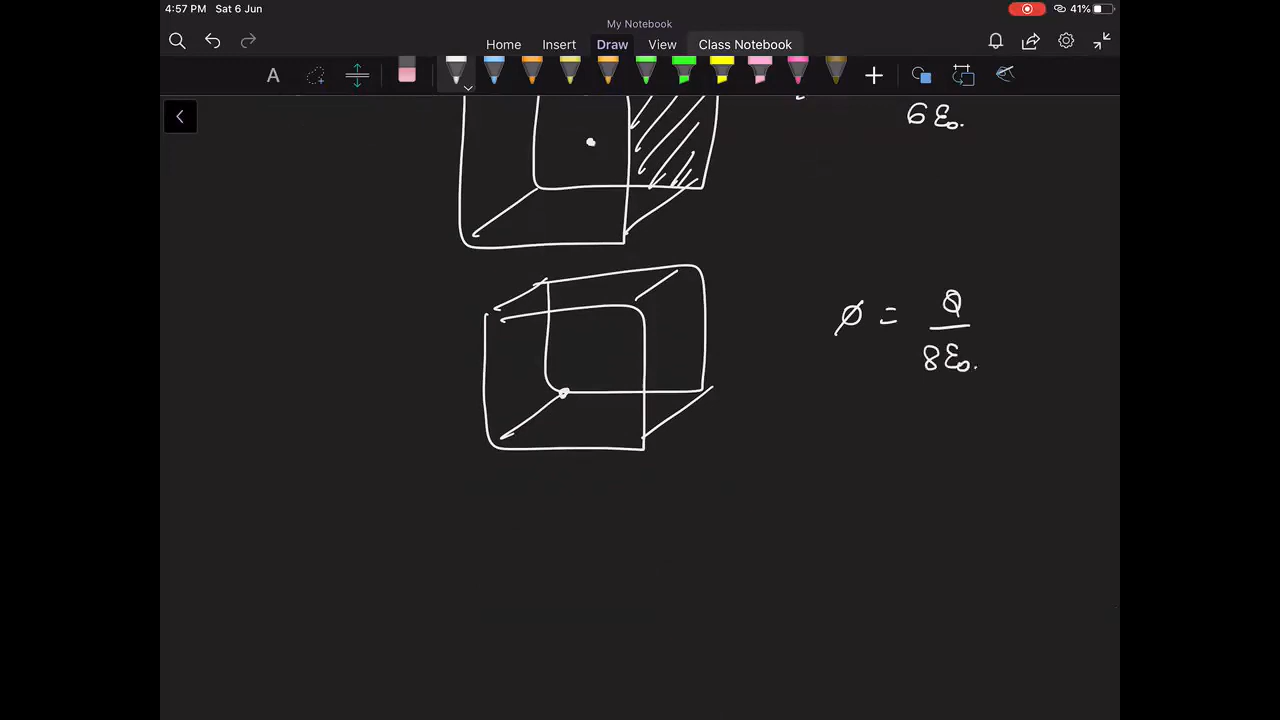 4:57 PM Sat 6 Jun
41%
My Notebook
Home Insert Draw View Class Notebook
A
6ε₀.
φ = Q
8ε₀.